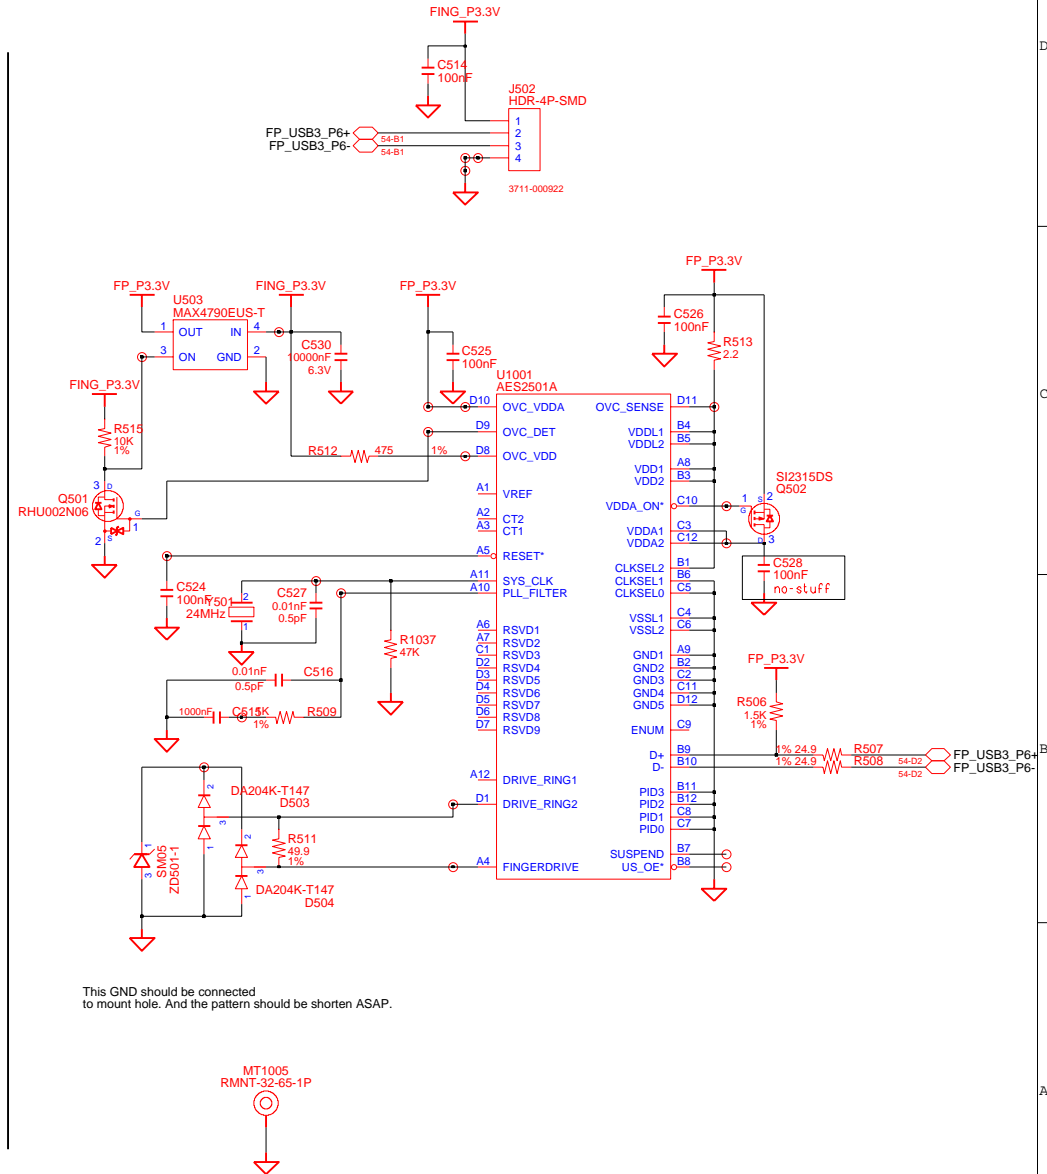 FING_P3.3V
D
C514
100nF
J502
HDR-4P-SMD
1
2
3
4
FP_USB3_P6+
54-B1
FP_USB3_P6-
54-B1
3711-000922
FP_P3.3V
FP_P3.3V
FING_P3.3V
FP_P3.3V
U503
MAX4790EUS-T
1 OUT IN 4
3 ON GND 2
C530
10000nF
6.3V
C525
100nF
C526
100nF
R513
2.2
FING_P3.3V
R515
10K
1%
C
U1001
AES2501A
D10 OVC_VDDA OVC_SENSE D11
D9 OVC_DET VDDL1 B4
VDDL2 B5
R512 475 1% D8 OVC_VDD
VDD1 A8
VDD2 B3
SI2315DS
Q502
Q501
RHU002N06
3 D
G
1
S
2
A1 VREF VDDA_ON* C10
1
G
S 2
D 3
A2 CT2
A3 CT1
VDDA1 C3
VDDA2 C12
A5 RESET*
CLKSEL2 B1
A11 SYS_CLK CLKSEL1 B6
A10 PLL_FILTER CLKSEL0 C5
C528
100nF
no-stuff
C524
100nF
Y501
24MHz
2
1
C527
0.01nF
0.5pF
VSSL1 C4
VSSL2 C6
A6 RSVD1
A7 RSVD2
C1 RSVD3
D2 RSVD4
D3 RSVD5
D4 RSVD6
D5 RSVD7
D6 RSVD8
D7 RSVD9
R1037
47K
GND1 A9
GND2 B2
GND3 C2
GND4 C11
GND5 D12
FP_P3.3V
0.01nF
C516
0.5pF
1000nF C515 1K R509
1%
R506
1.5K
1%
ENUM C9
B
D+ B9 1% 24.9 R507 54-D2 FP_USB3_P6+
D- B10 1% 24.9 R508 54-D2 FP_USB3_P6-
A12 DRIVE_RING1
D1 DRIVE_RING2
A4 FINGERDRIVE
PID3 B11
PID2 B12
PID1 C8
PID0 C7
SUSPEND B7
US_OE* B8
2
DA204K-T147
D503
3
1
2
R511
49.9
1%
3
DA204K-T147
D504
1
1
3
SM05
ZD501-1
This GND should be connected
to mount hole. And the pattern should be shorten ASAP.
MT1005
RMNT-32-65-1P
A